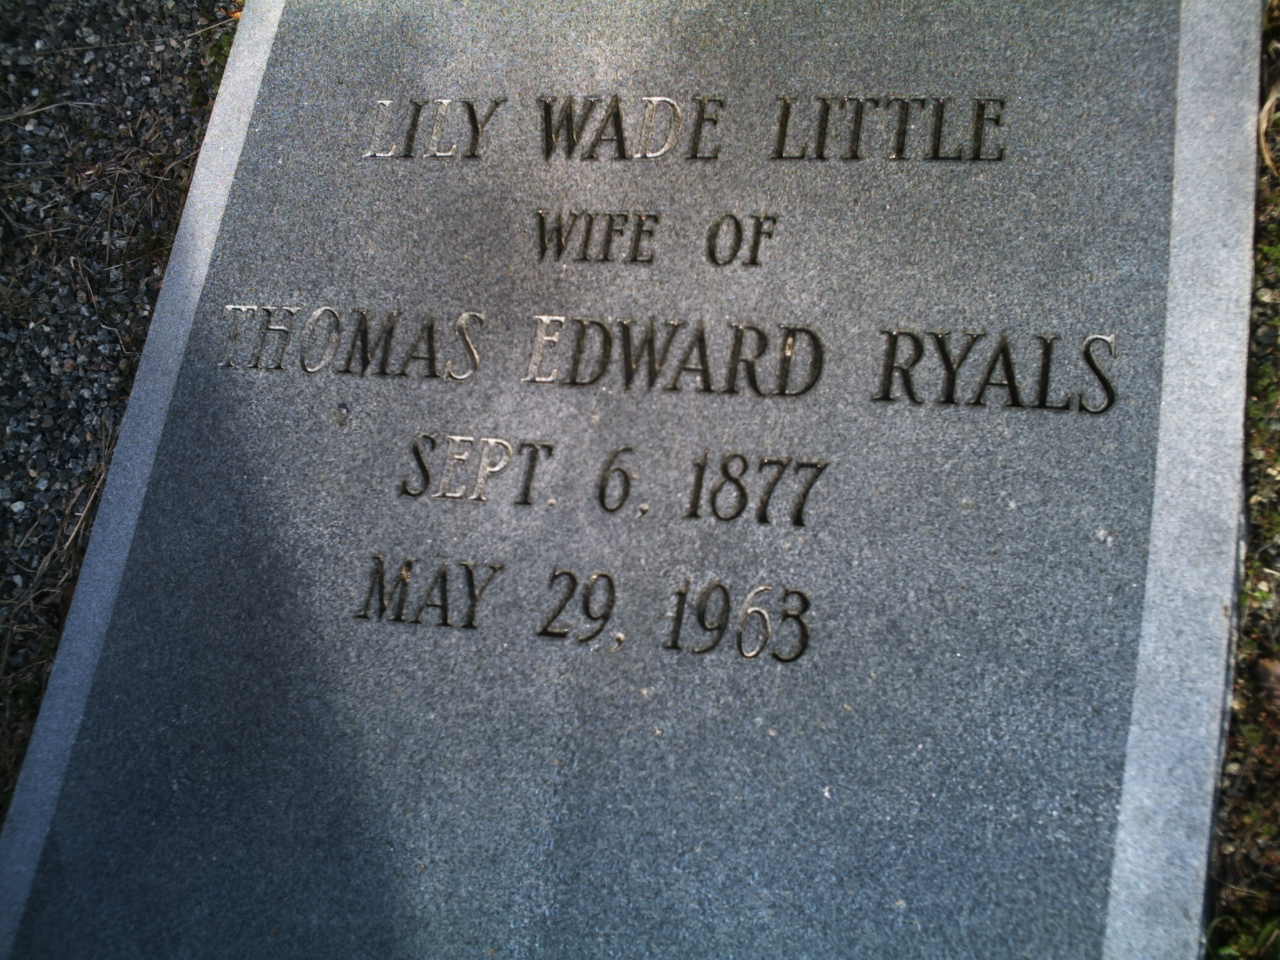 LILY WADE LITTLE
WIFE OF
THOMAS EDWARD RYALS
SEPT. 6, 1877
MAY 29, 1963